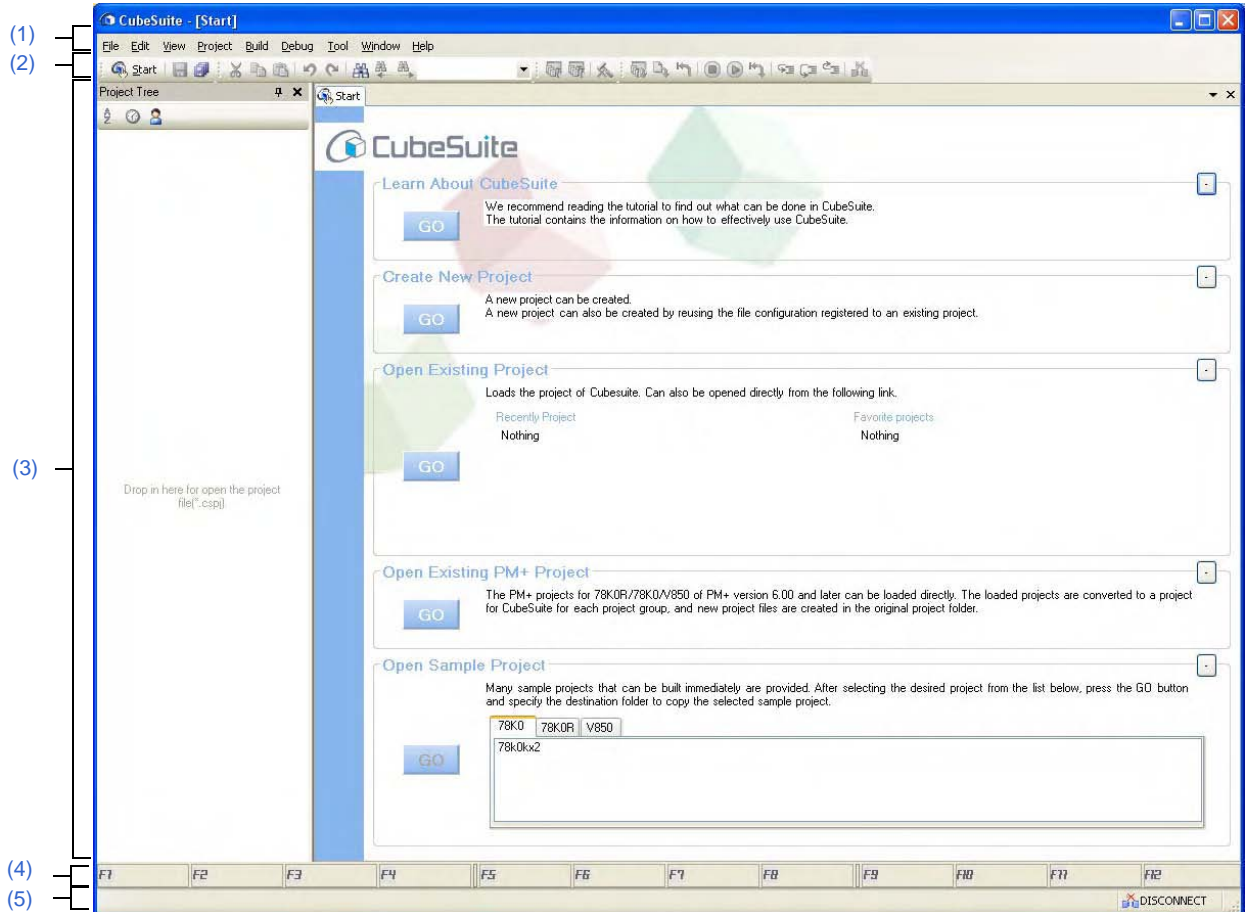 (1)
CubeSuite - [Start]
File Edit View Project Build Debug Tool Window Help
(2)
Start
Project Tree
Start
CubeSuite
Learn About CubeSuite
GO
We recommend reading the tutorial to find out what can be done in CubeSuite.
The tutorial contains the information on how to effectively use CubeSuite.
Create New Project
GO
A new project can be created.
A new project can also be created by reusing the file configuration registered to an existing project.
Open Existing Project
Loads the project of Cubesuite. Can also be opened directly from the following link.
Recently Project
Favorite projects
Nothing
Nothing
GO
(3)
Drop in here for open the project
file(*.cspj)
Open Existing PM+ Project
GO
The PM+ projects for 78K0R/78K0/V850 of PM+ version 6.00 and later can be loaded directly. The loaded projects are converted to a project
for CubeSuite for each project group, and new project files are created in the original project folder.
Open Sample Project
Many sample projects that can be built immediately are provided. After selecting the desired project from the list below, press the GO button
and specify the destination folder to copy the selected sample project.
78K0 78K0R V850
78k0kx2
GO
(4)
F1 F2 F3 F4 F5 F6 F7 F8 F9 F10 F11 F12
(5)
DISCONNECT